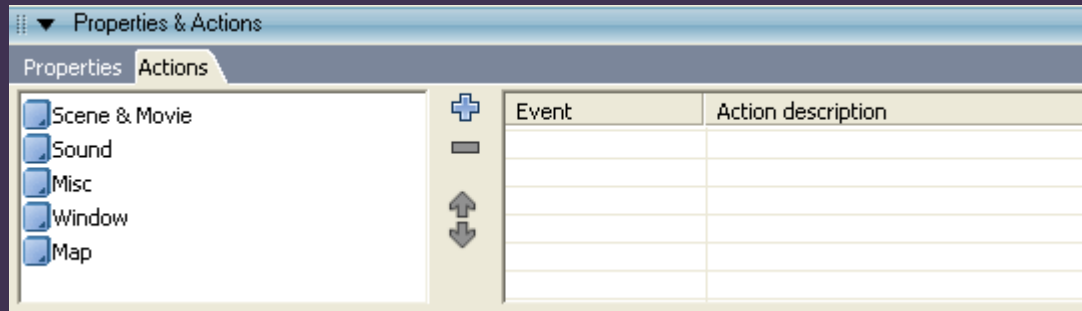 Properties & Actions
Properties Actions
Scene & Movie
Sound
Misc
Window
Map
Event Action description